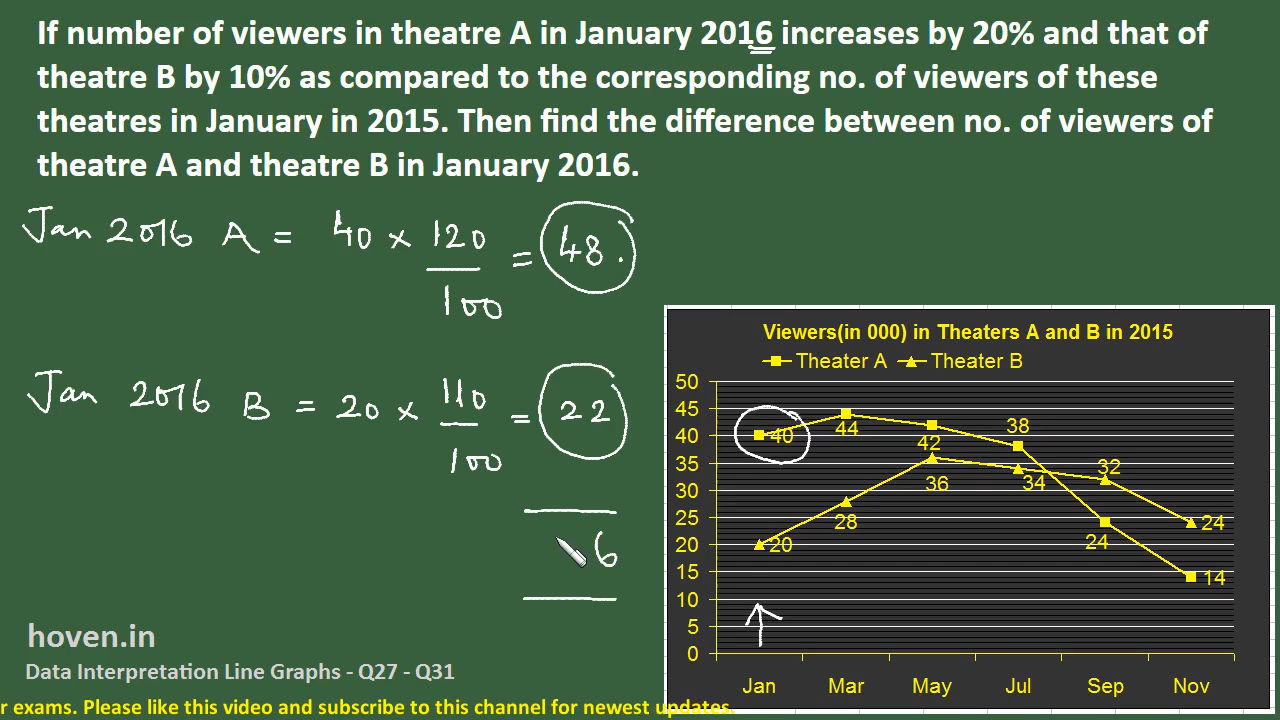 If number of viewers in theatre A in January 2016 increases by 20% and that of
theatre B by 10% as compared to the corresponding no. of viewers of these
theatres in January in 2015. Then find the difference between no. of viewers of
theatre A and theatre B in January 2016.
Jan 2016 A = 40 × 120 = 48.
100
Jan 2016 B = 20 × 110 = 22
100
6
Viewers(in 000) in Theaters A and B in 2015
Theater A Theater B
50
45
40
35
30
25
20
15
10
5
0
40 44 42 38 24 14
20 28 36 34 32 24
Jan Mar May Jul Sep Nov
hoven.in
Data Interpretation Line Graphs - Q27 - Q31
r exams. Please like this video and subscribe to this channel for newest updates.